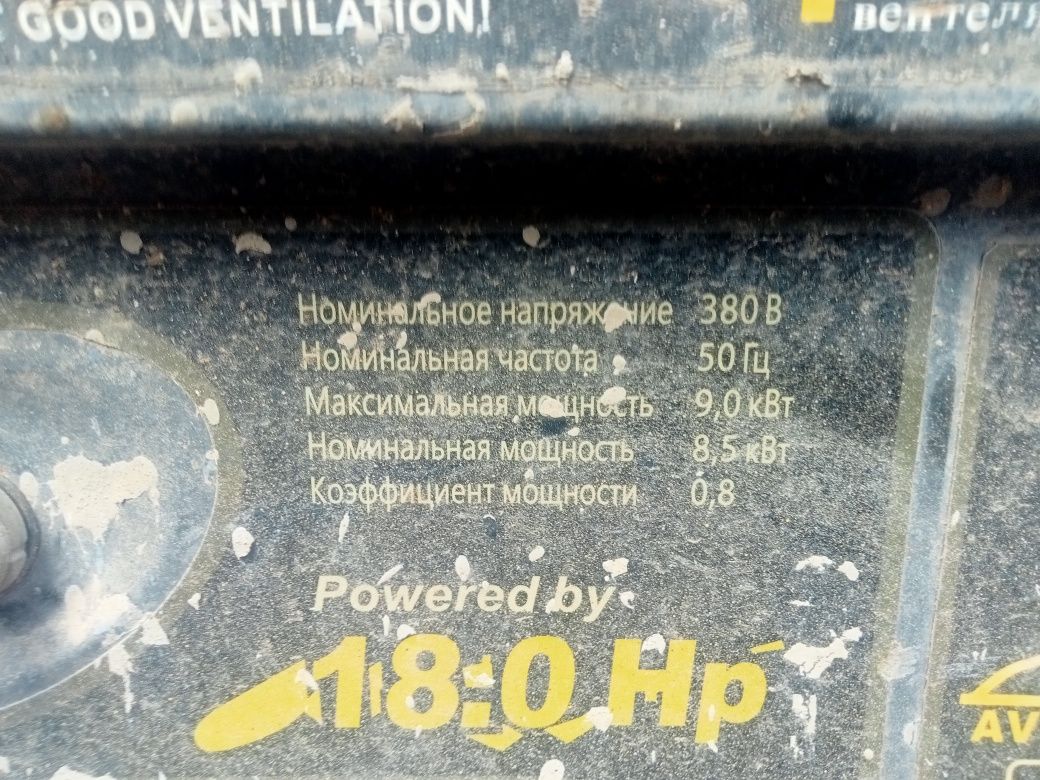 GOOD VENTILATION!
Номинальное напряжение 380 В
Номинальная частота 50 Гц
Максимальная мощность 9,0 кВт
Номинальная мощность 8,5 кВт
Коэффициент мощности 0,8
Powered by
18.0 Hp
AV